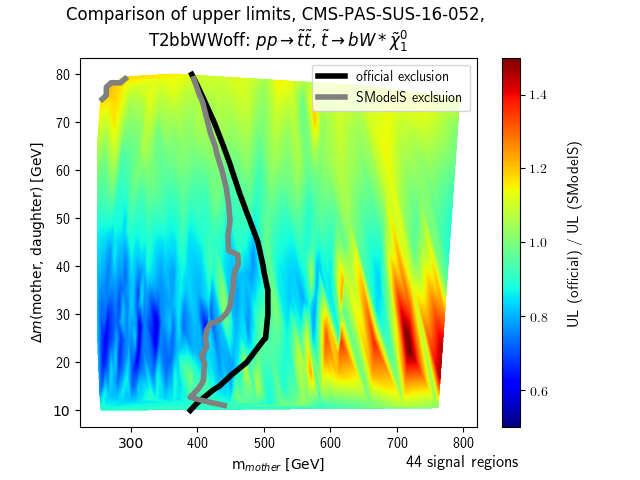 Comparison of upper limits, CMS-PAS-SUS-16-052,
T2bbWWoff: pp → t̃t̃, t̃ → bW * χ̃₁⁰
official exclusion
SModelS exclsuion
80
70
60
50
40
30
20
10
Δm(mother, daughter) [GeV]
300 400 500 600 700 800
m_mother [GeV]
44 signal regions
1.4
1.2
1.0
0.8
0.6
UL (official) / UL (SModelS)